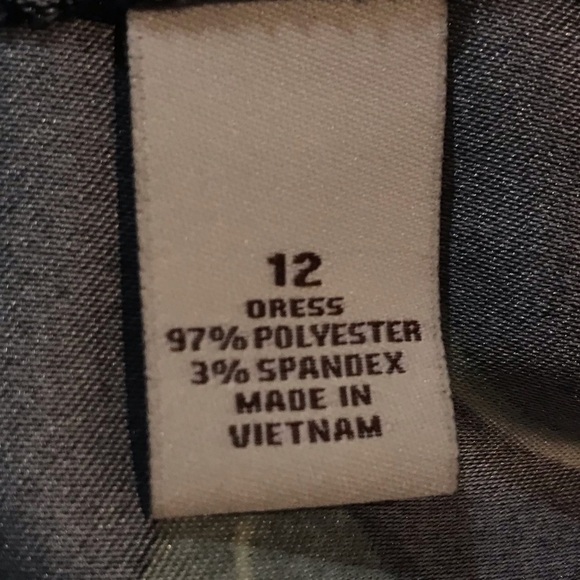 12
DRESS
97% POLYESTER
3% SPANDEX
MADE IN
VIETNAM